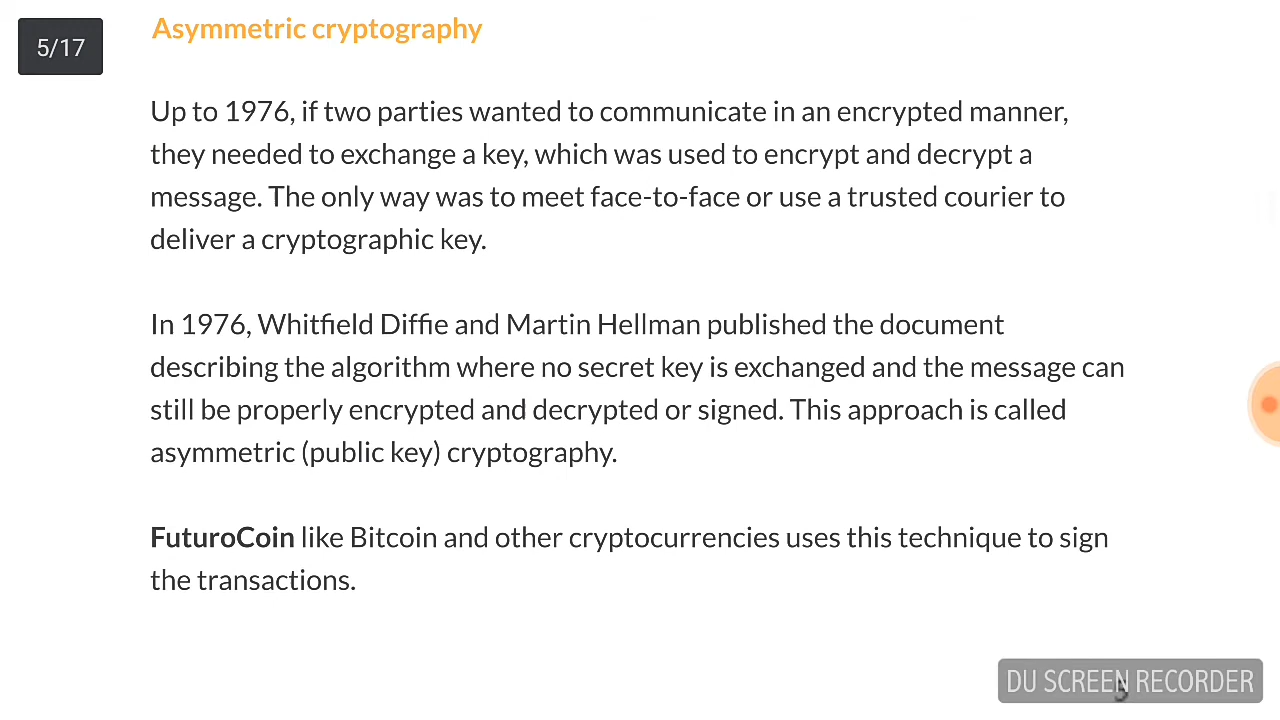 Asymmetric cryptography
5/17
Up to 1976, if two parties wanted to communicate in an encrypted manner,
they needed to exchange a key, which was used to encrypt and decrypt a
message. The only way was to meet face-to-face or use a trusted courier to
deliver a cryptographic key.
In 1976, Whitfield Diffie and Martin Hellman published the document
describing the algorithm where no secret key is exchanged and the message can
still be properly encrypted and decrypted or signed. This approach is called
asymmetric (public key) cryptography.
FuturoCoin like Bitcoin and other cryptocurrencies uses this technique to sign
the transactions.
DU SCREEN RECORDER
5